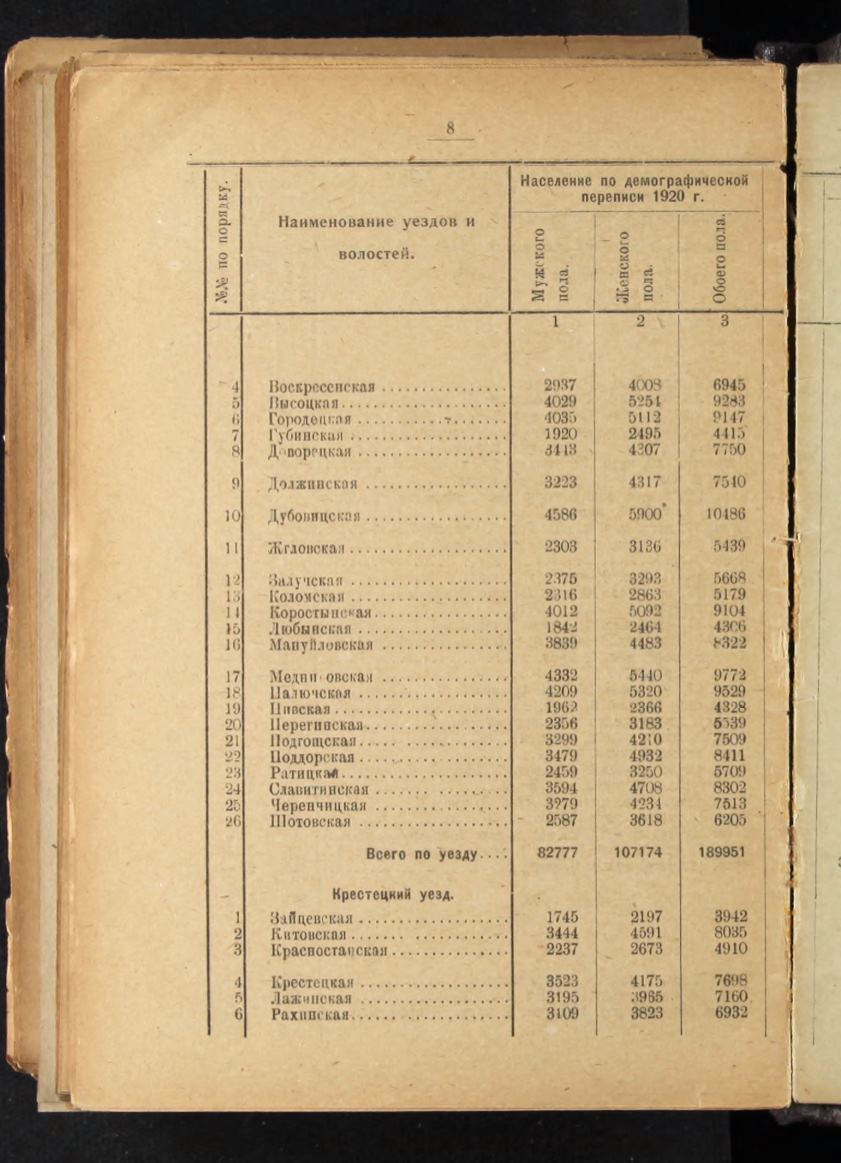 8
№№ по порядку.
Наименование уездов и
волостей.
Население по демографической
переписи 1920 г.
Мужского
пола.
Женского
пола.
Обоего пола.
1 2 3
4 Воскресенская 2937 4008 6945
5 Высоцкая 4029 5254 9283
6 Городецкая 4035 5112 9147
7 Губинская 1920 2495 4415
8 Дворецкая 3443 4307 7750
9 Должинская 3223 4317 7540
10 Дубовицская 4586 5900 10486
11 Жгловская 2303 3136 5439
12 Залучская 2375 3293 5668
13 Коломская 2316 2863 5179
14 Коростынская 4012 5092 9104
15 Любынская 1842 2464 4306
16 Мануйловская 3839 4483 8322
17 Медниковская 4332 5440 9772
18 Налючская 4209 5320 9529
19 Нивская 1962 2366 4328
20 Перегинская 2356 3183 5539
21 Подгощская 3299 4210 7509
22 Поддорская 3479 4932 8411
23 Ратицкая 2459 3250 5709
24 Славитинская 3594 4708 8302
25 Черенчицкая 3279 4234 7513
26 Шотовская 2587 3618 6205
Всего по уезду 82777 107174 189951
Крестецкий уезд.
1 Зайцевская 1745 2197 3942
2 Китовская 3444 4591 8035
3 Красностанская 2237 2673 4910
4 Крестецкая 3523 4175 7698
5 Лажинская 3195 3965 7160
6 Рахинская 3109 3823 6932